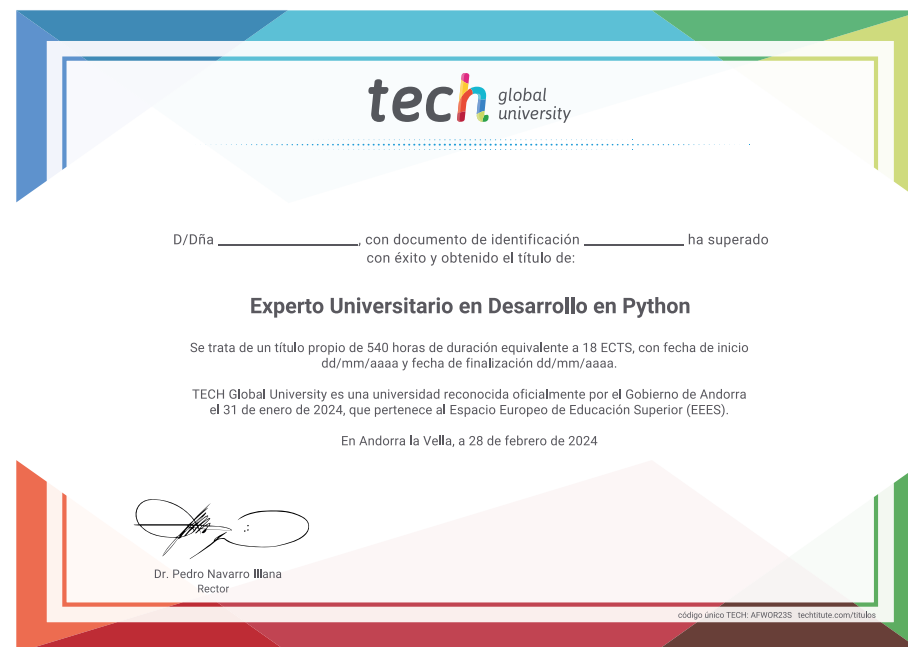 tech global university
D/Dña ________________, con documento de identificación ____________ ha superado
con éxito y obtenido el título de:
Experto Universitario en Desarrollo en Python
Se trata de un título propio de 540 horas de duración equivalente a 18 ECTS, con fecha de inicio
dd/mm/aaaa y fecha de finalización dd/mm/aaaa.
TECH Global University es una universidad reconocida oficialmente por el Gobierno de Andorra
el 31 de enero de 2024, que pertenece al Espacio Europeo de Educación Superior (EEES).
En Andorra la Vella, a 28 de febrero de 2024
Dr. Pedro Navarro Illana
Rector
código único TECH: AFWOR23S techtitute.com/titulos